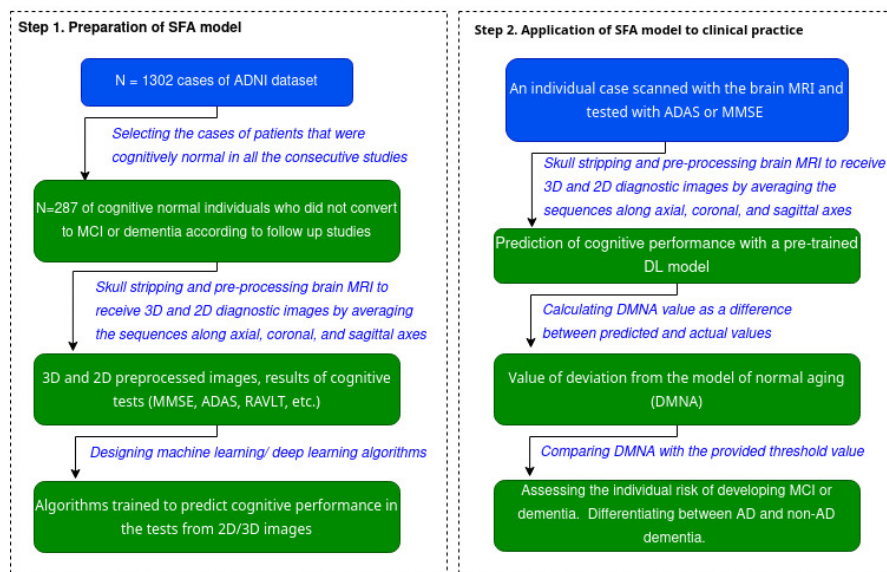 Step 1. Preparation of SFA model
N = 1302 cases of ADNI dataset
Selecting the cases of patients that were
cognitively normal in all the consecutive studies
N=287 of cognitive normal individuals who did not convert
to MCI or dementia according to follow up studies
Skull stripping and pre-processing brain MRI to
receive 3D and 2D diagnostic images by averaging
the sequences along axial, coronal, and sagittal axes
3D and 2D preprocessed images, results of cognitive
tests (MMSE, ADAS, RAVLT, etc.)
Designing machine learning/ deep learning algorithms
Algorithms trained to predict cognitive performance in
the tests from 2D/3D images
Step 2. Application of SFA model to clinical practice
An individual case scanned with the brain MRI and
tested with ADAS or MMSE
Skull stripping and pre-processing brain MRI to receive
3D and 2D diagnostic images by averaging the
sequences along axial, coronal, and sagittal axes
Prediction of cognitive performance with a pre-trained
DL model
Calculating DMNA value as a difference
between predicted and actual values
Value of deviation from the model of normal aging
(DMNA)
Comparing DMNA with the provided threshold value
Assessing the individual risk of developing MCI or
dementia. Differentiating between AD and non-AD
dementia.